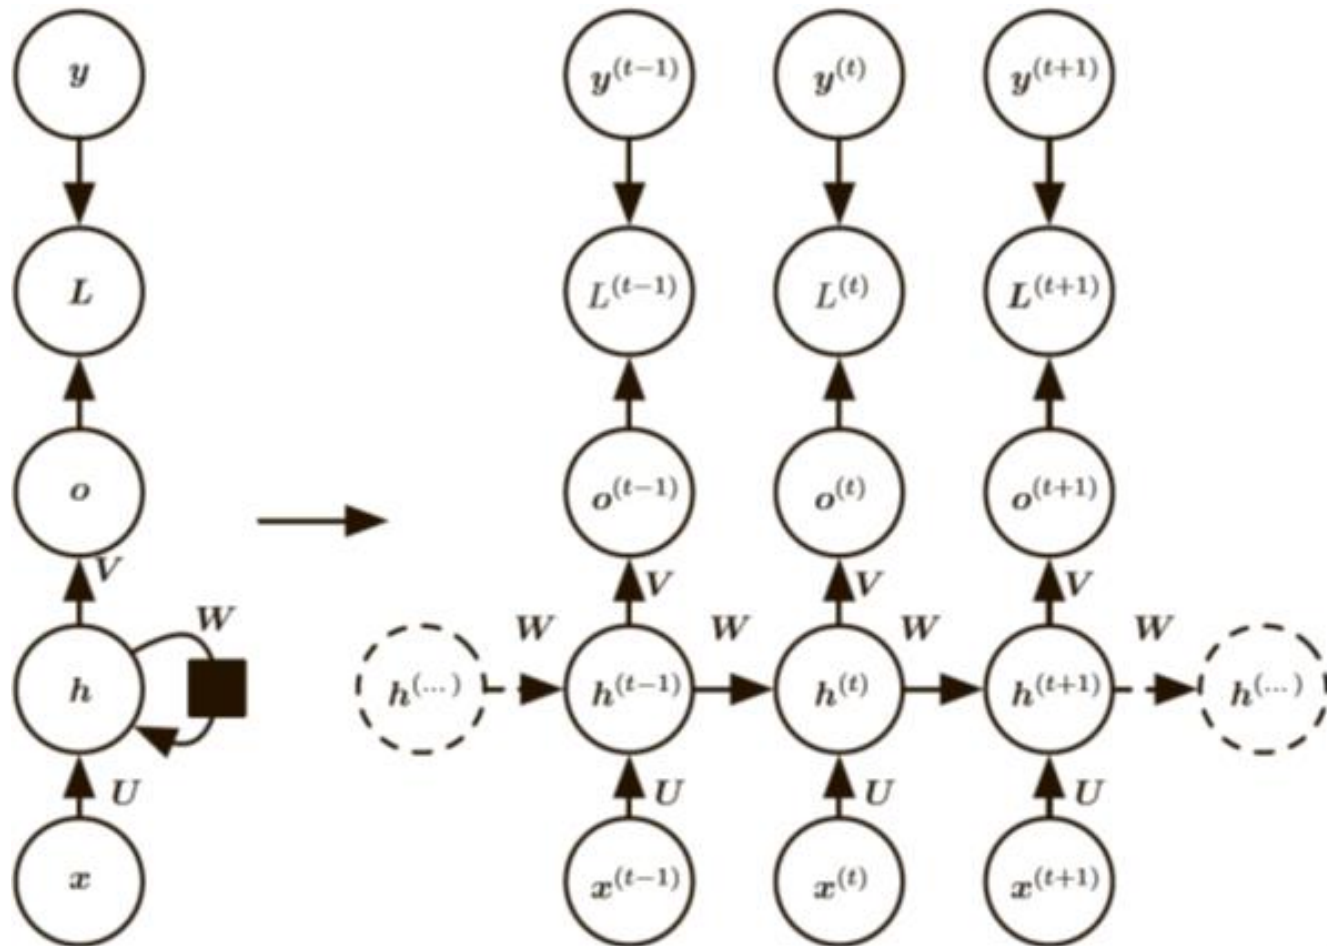 y y^(t−1) y^(t) y^(t+1)
L L^(t−1) L^(t) L^(t+1)
o o^(t−1) o^(t) o^(t+1)
V V V V
W W W W W
h h^(...) h^(t−1) h^(t) h^(t+1) h^(...)
U U U U
x x^(t−1) x^(t) x^(t+1)